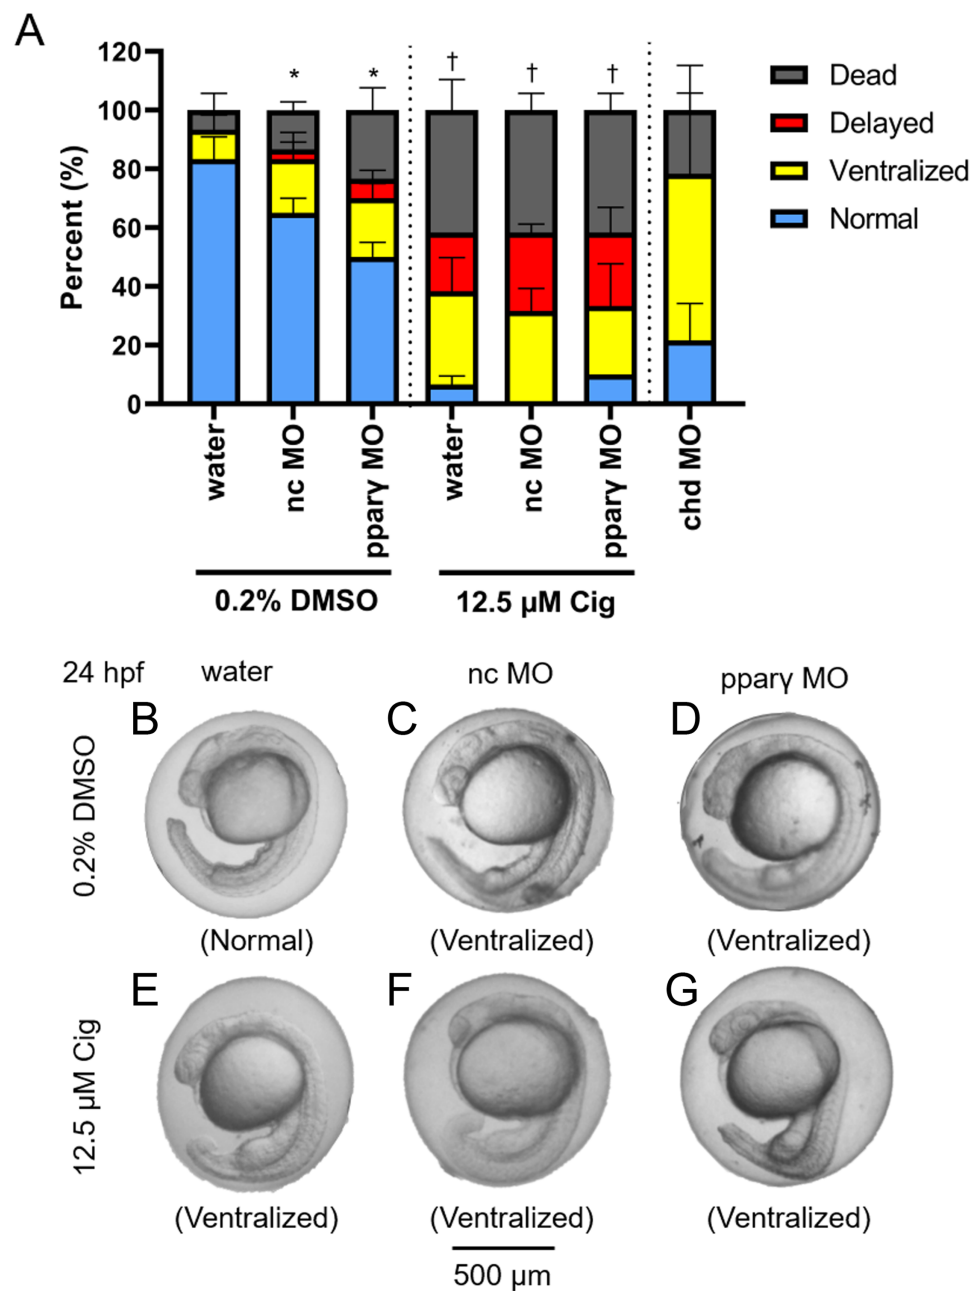 A
Percent (%)
120
100
80
60
40
20
0
* * † † †
Dead
Delayed
Ventralized
Normal
water nc MO pparγ MO water nc MO pparγ MO chd MO
0.2% DMSO 12.5 µM Cig
24 hpf water nc MO pparγ MO
0.2% DMSO
B C D
(Normal) (Ventralized) (Ventralized)
12.5 µM Cig
E F G
(Ventralized) (Ventralized) (Ventralized)
500 µm